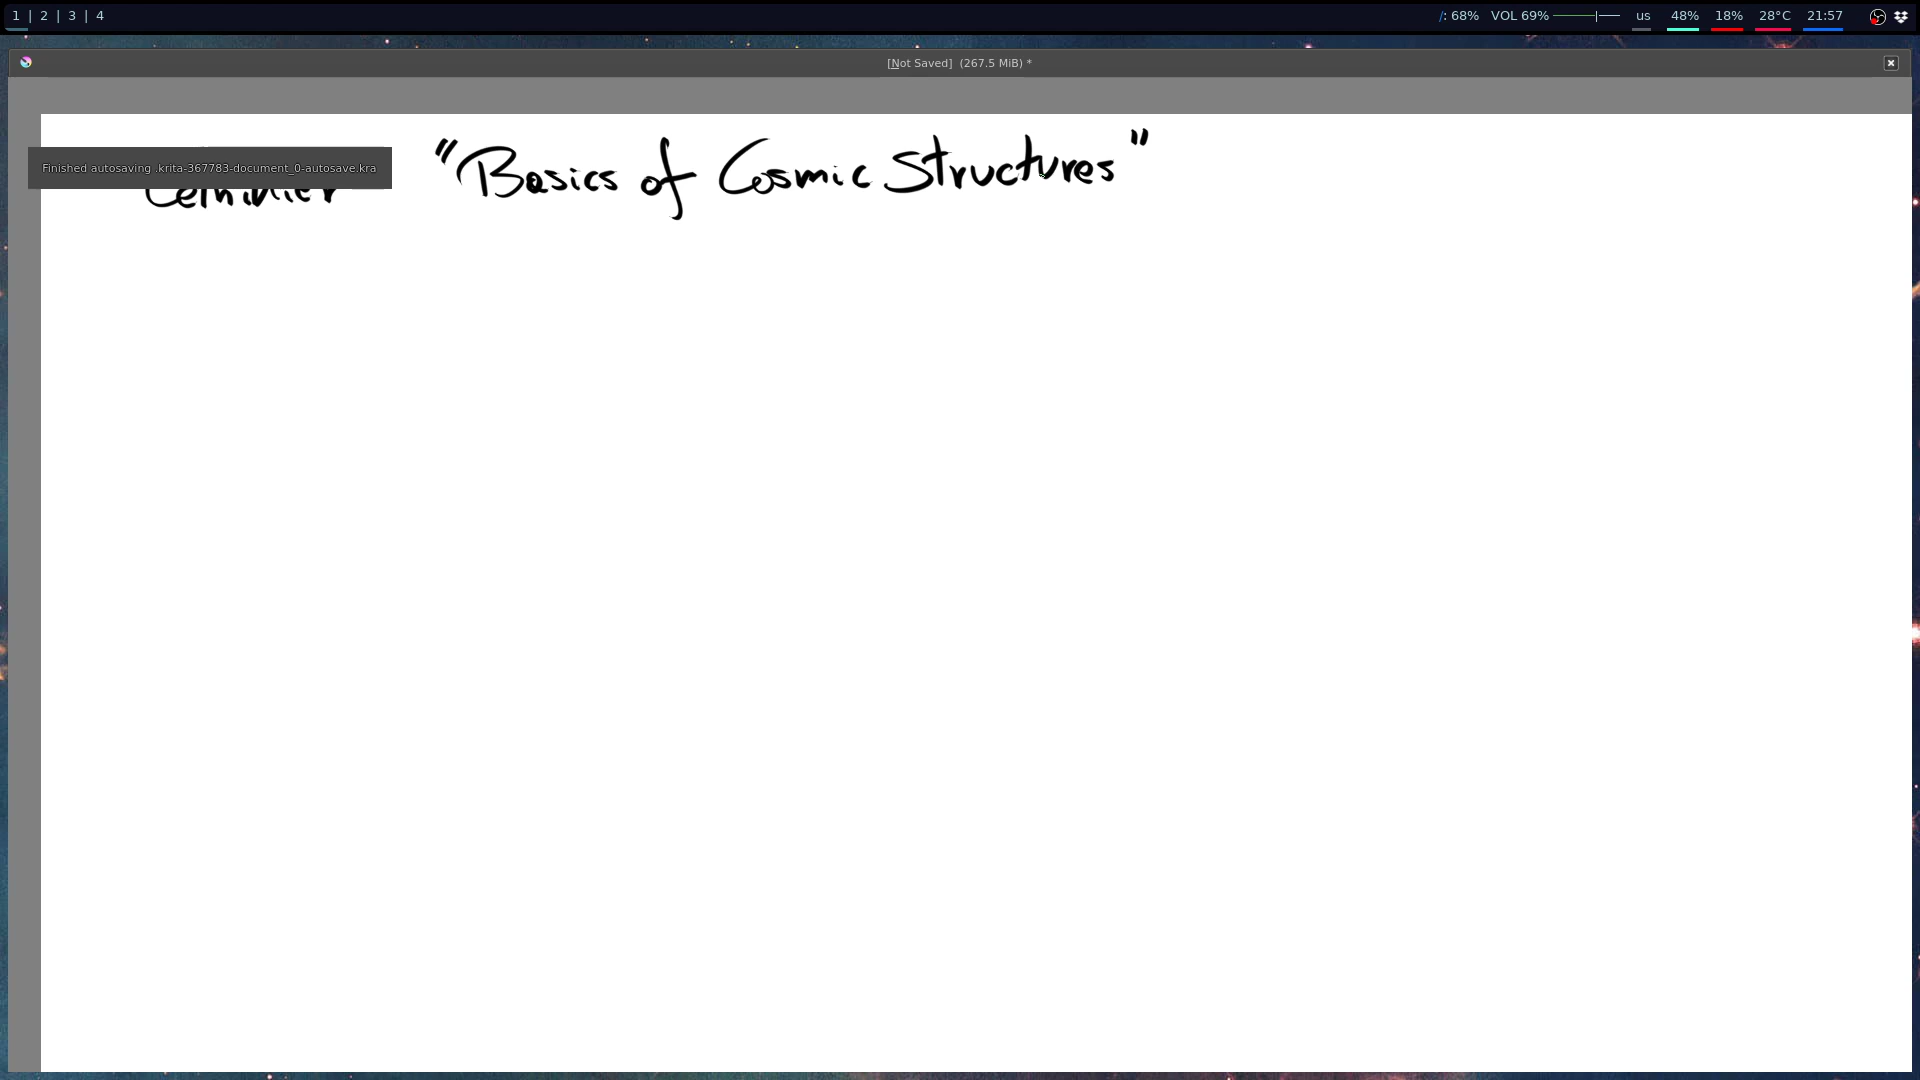 1 | 2 | 3 | 4 /: 68% VOL 69% us 48% 18% 28°C 21:57
[Not Saved] (267.5 MiB) *
"Basics of Cosmic Structures"
Finished autosaving .krita-367783-document_0-autosave.kra